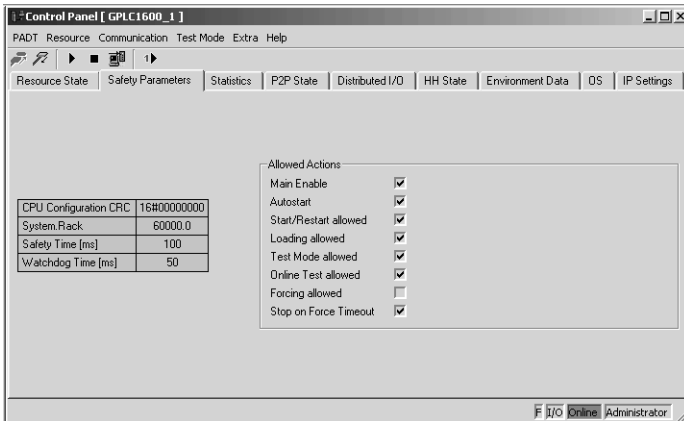 Control Panel [ GPLC1600_1 ]
PADT Resource Communication Test Mode Extra Help
Resource State Safety Parameters Statistics P2P State Distributed I/O HH State Environment Data OS IP Settings
Allowed Actions
Main Enable
Autostart
Start/Restart allowed
Loading allowed
Test Mode allowed
Online Test allowed
Forcing allowed
Stop on Force Timeout
CPU Configuration CRC 16#00000000
System.Rack 60000.0
Safety Time [ms] 100
Watchdog Time [ms] 50
F I/O Online Administrator